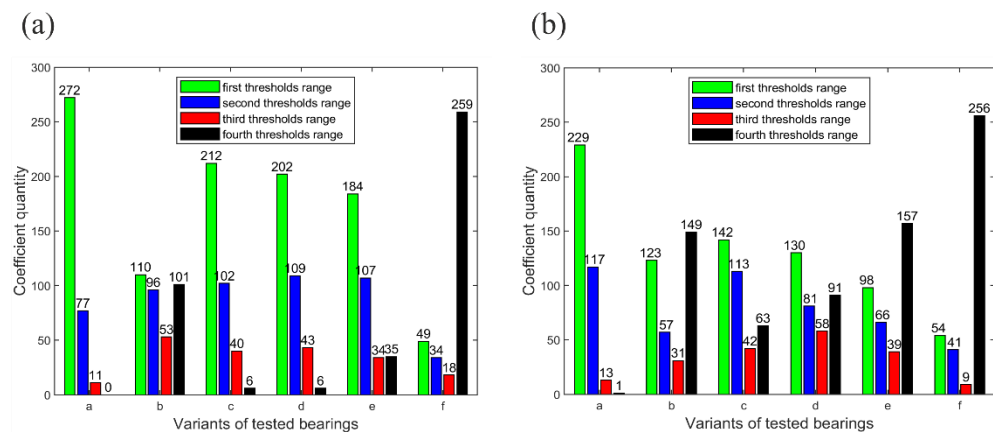 (a)
(b)
300
250
200
150
100
50
0
Coefficient quantity
first thresholds range
second thresholds range
third thresholds range
fourth thresholds range
272
77
11
0
110
96
53
101
212
102
40
6
202
109
43
6
184
107
34
35
49
34
18
259
a
b
c
d
e
f
Variants of tested bearings
300
250
200
150
100
50
0
Coefficient quantity
first thresholds range
second thresholds range
third thresholds range
fourth thresholds range
229
117
13
1
123
57
31
149
142
113
42
63
130
81
58
91
98
66
39
157
54
41
9
256
a
b
c
d
e
f
Variants of tested bearings